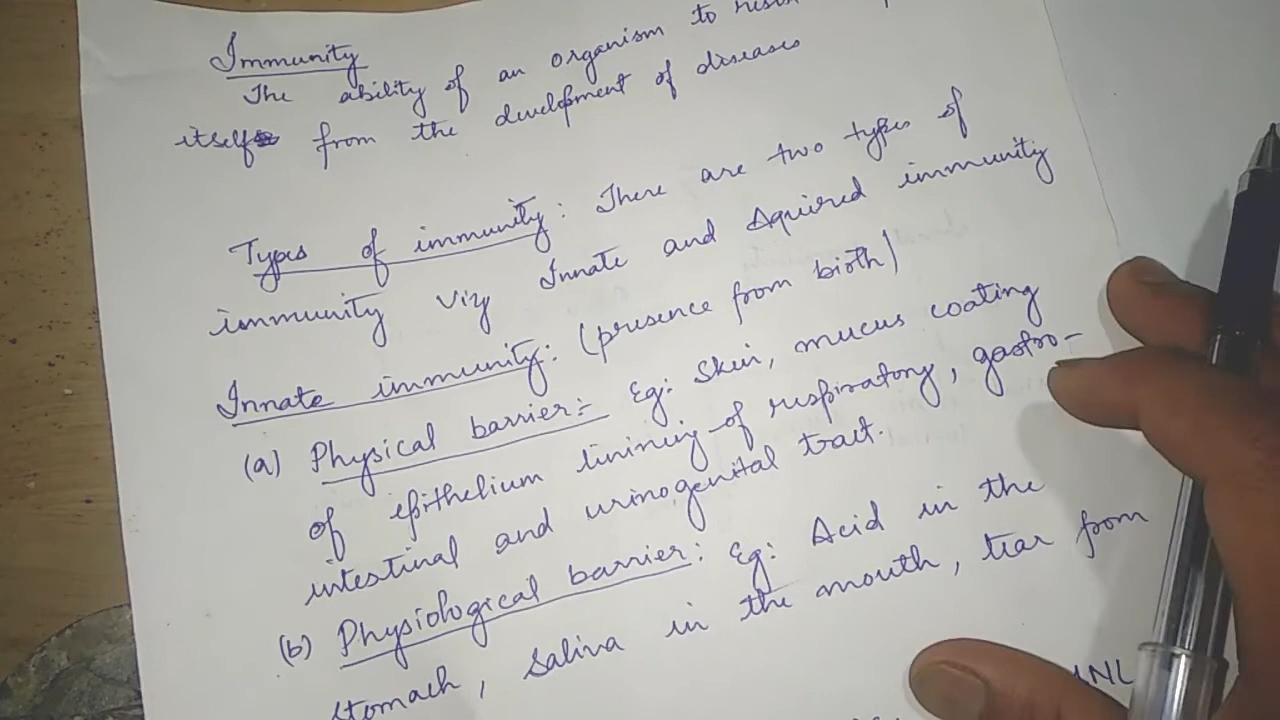 Immunity
The ability of an organism to
itself from the development of diseases
Types of immunity: There are two types of
immunity viz Innate and Aquired immunity
Innate immunity: (presence from birth)
(a) Physical barrier:- Eg: Skin, mucus coating
of epithelium linining of respiratory, gastro-
intestinal and urinogenital tract.
(b) Physiological barrier: Eg: Acid in the
stomach, saliva in the mouth, tear from
MNL